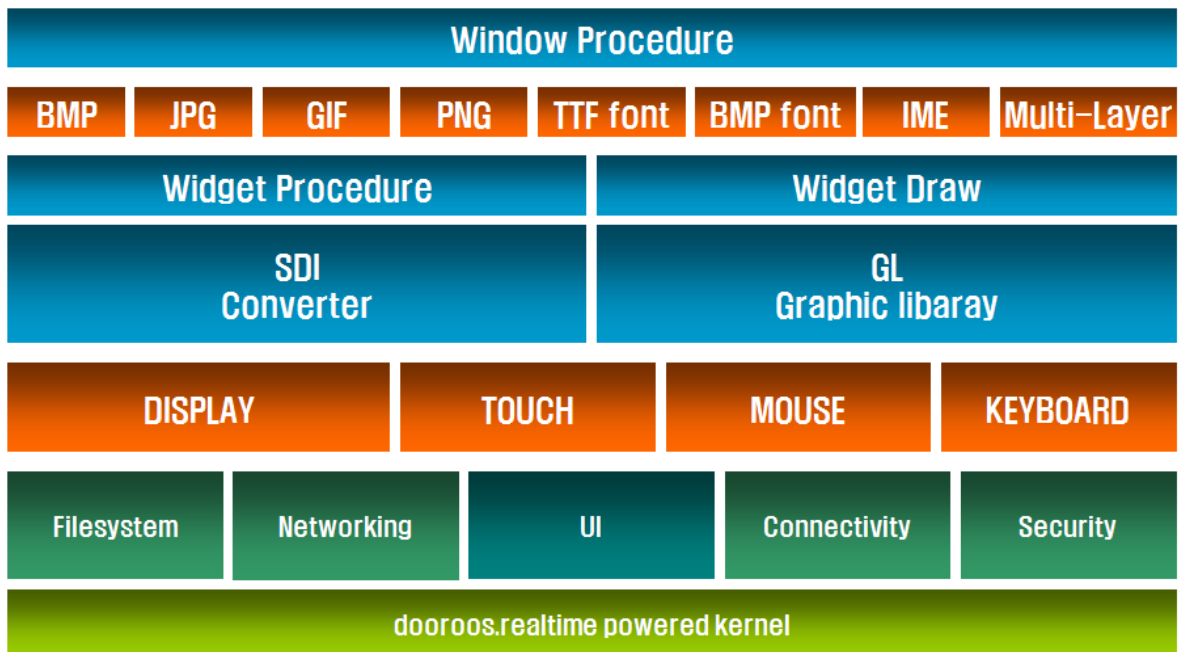 Window Procedure
BMP JPG GIF PNG TTF font BMP font IME Multi-Layer
Widget Procedure Widget Draw
SDI
Converter
GL
Graphic libaray
DISPLAY TOUCH MOUSE KEYBOARD
Filesystem Networking UI Connectivity Security
dooroos.realtime powered kernel